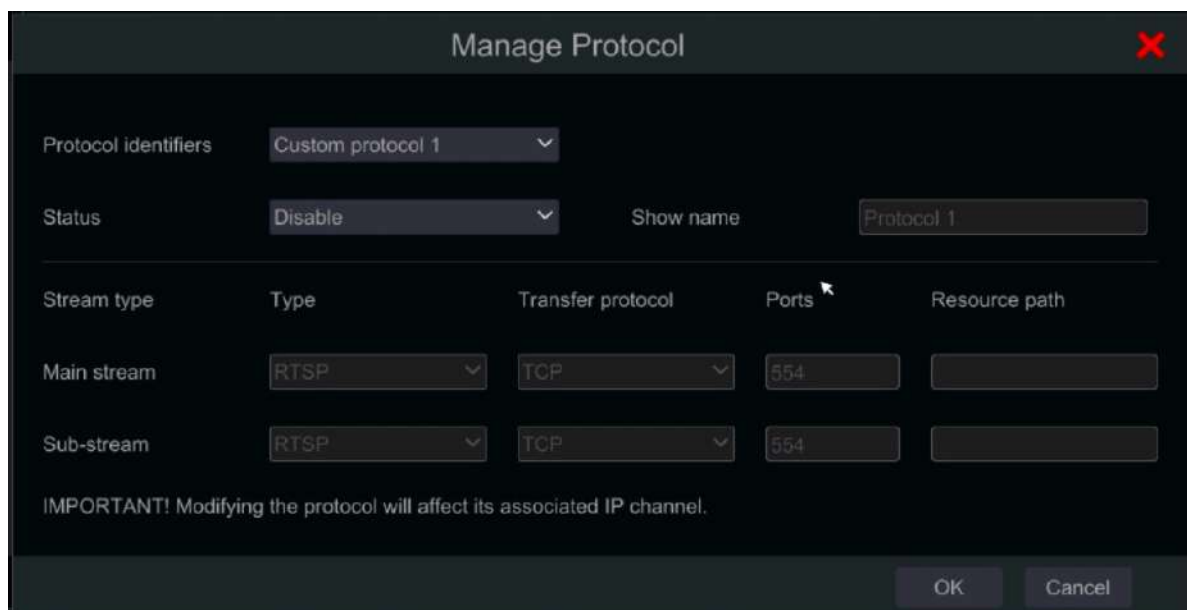 Manage Protocol
Protocol identifiers Custom protocol 1
Status Disable Show name Protocol 1
Stream type Type Transfer protocol Ports Resource path
Main stream RTSP TCP 554
Sub-stream RTSP TCP 554
IMPORTANT! Modifying the protocol will affect its associated IP channel.
OK Cancel